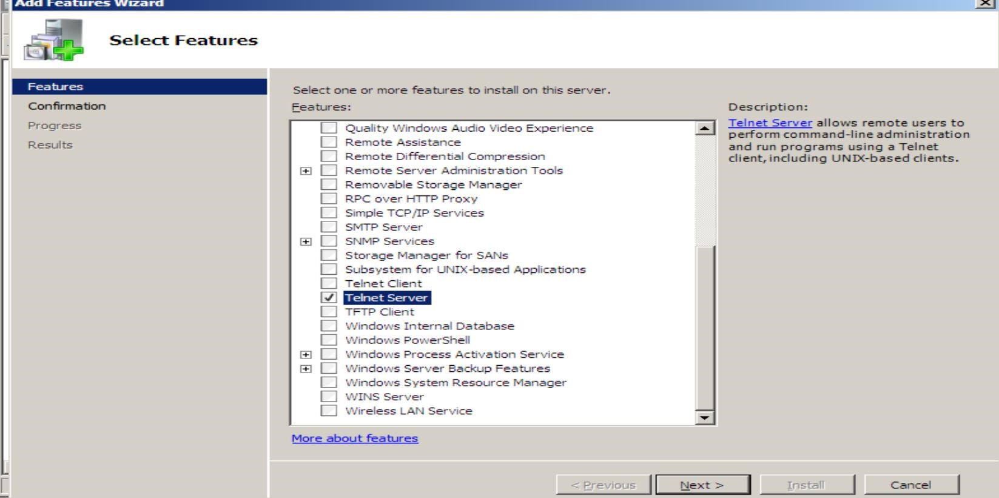 Add Features Wizard
Select Features
Features
Confirmation
Progress
Results
Select one or more features to install on this server.
Features:
Quality Windows Audio Video Experience
Remote Assistance
Remote Differential Compression
Remote Server Administration Tools
Removable Storage Manager
RPC over HTTP Proxy
Simple TCP/IP Services
SMTP Server
SNMP Services
Storage Manager for SANs
Subsystem for UNIX-based Applications
Telnet Client
Telnet Server
TFTP Client
Windows Internal Database
Windows PowerShell
Windows Process Activation Service
Windows Server Backup Features
Windows System Resource Manager
WINS Server
Wireless LAN Service
More about features
Description:
Telnet Server allows remote users to
perform command-line administration
and run programs using a Telnet
client, including UNIX-based clients.
< Previous
Next >
Install
Cancel